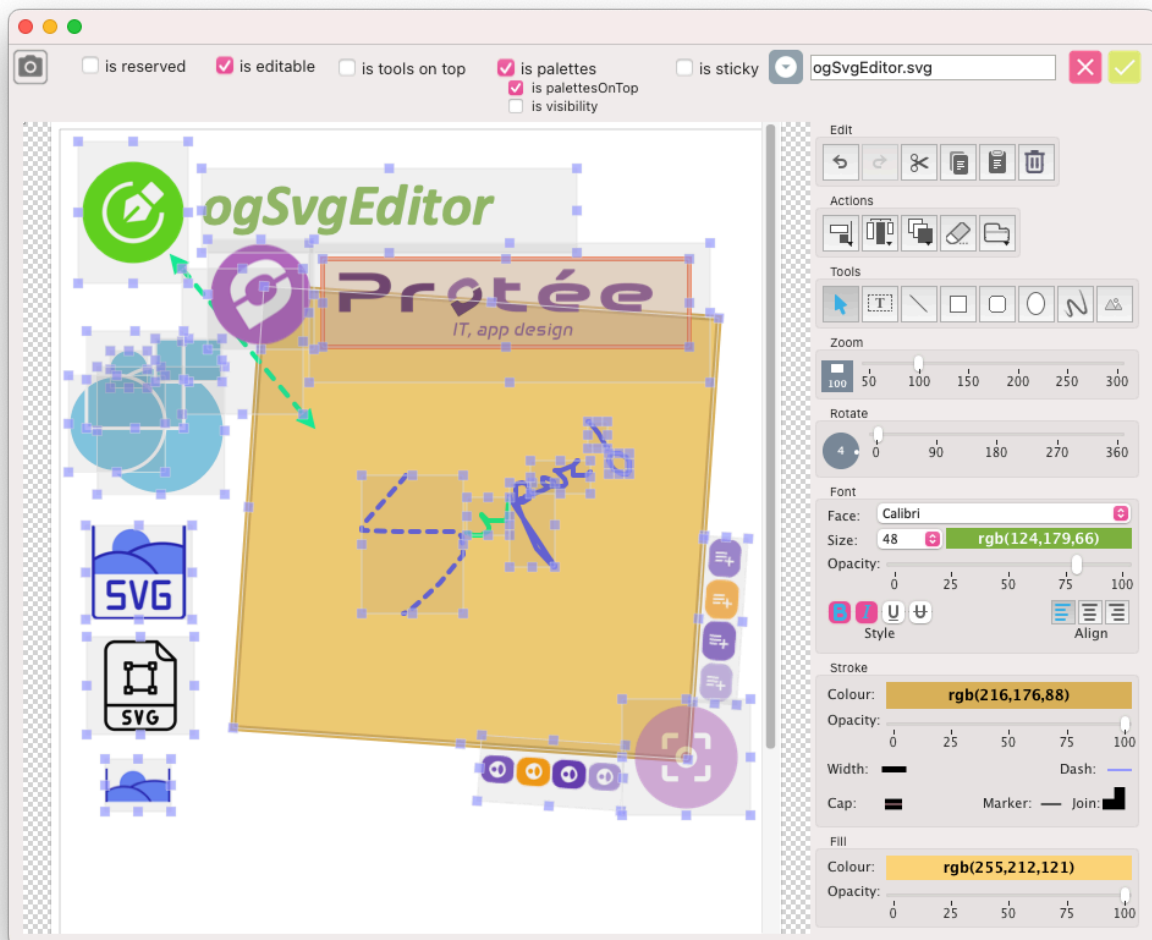 is reserved
is editable
is tools on top
is palettes
is sticky
ogSvgEditor.svg
is palettesOnTop
is visibility
ogSvgEditor
Protée
IT, app design
SVG
SVG
Edit
Actions
Tools
T
Zoom
100
50 100 150 200 250 300
Rotate
4
0 90 180 270 360
Font
Face: Calibri
Size: 48 rgb(124,179,66)
Opacity:
0 25 50 75 100
B I U U
Style Align
Stroke
Colour: rgb(216,176,88)
Opacity:
0 25 50 75 100
Width: Dash:
Cap: Marker: Join:
Fill
Colour: rgb(255,212,121)
Opacity:
0 25 50 75 100